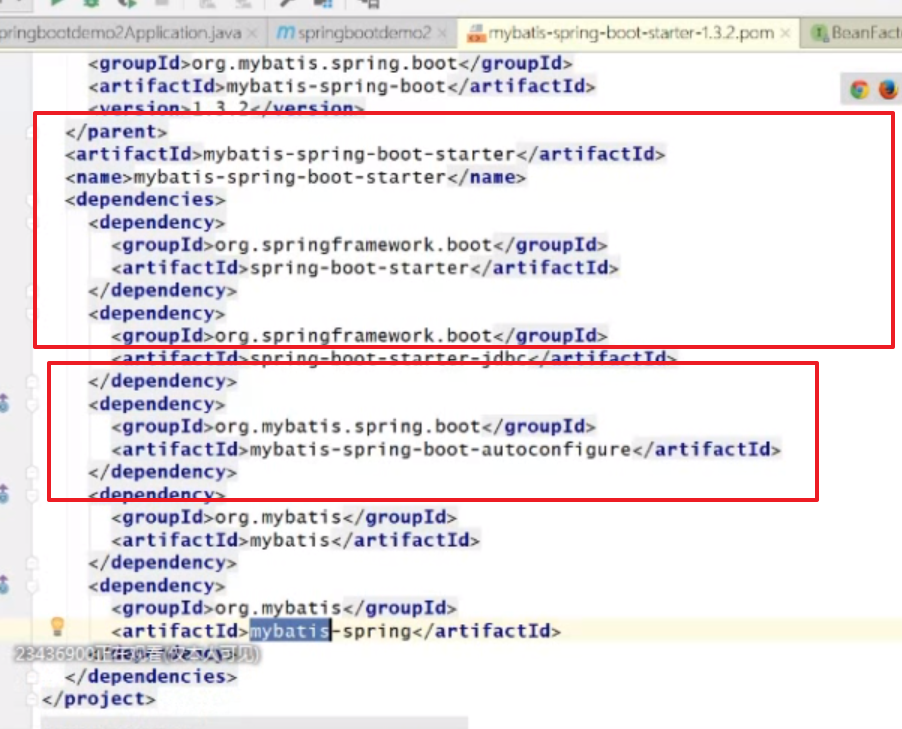 pringbootdemo2Application.java
springbootdemo2
mybatis-spring-boot-starter-1.3.2.pom
BeanFact
<groupId>org.mybatis.spring.boot</groupId>
<artifactId>mybatis-spring-boot</artifactId>
<version>1.3.2</version>
</parent>
<artifactId>mybatis-spring-boot-starter</artifactId>
<name>mybatis-spring-boot-starter</name>
<dependencies>
<dependency>
<groupId>org.springframework.boot</groupId>
<artifactId>spring-boot-starter</artifactId>
</dependency>
<dependency>
<groupId>org.springframework.boot</groupId>
<artifactId>spring-boot-starter-jdbc</artifactId>
</dependency>
<dependency>
<groupId>org.mybatis.spring.boot</groupId>
<artifactId>mybatis-spring-boot-autoconfigure</artifactId>
</dependency>
<dependency>
<groupId>org.mybatis</groupId>
<artifactId>mybatis</artifactId>
</dependency>
<dependency>
<groupId>org.mybatis</groupId>
<artifactId>mybatis-spring</artifactId>
</dependency>
</dependencies>
</project>